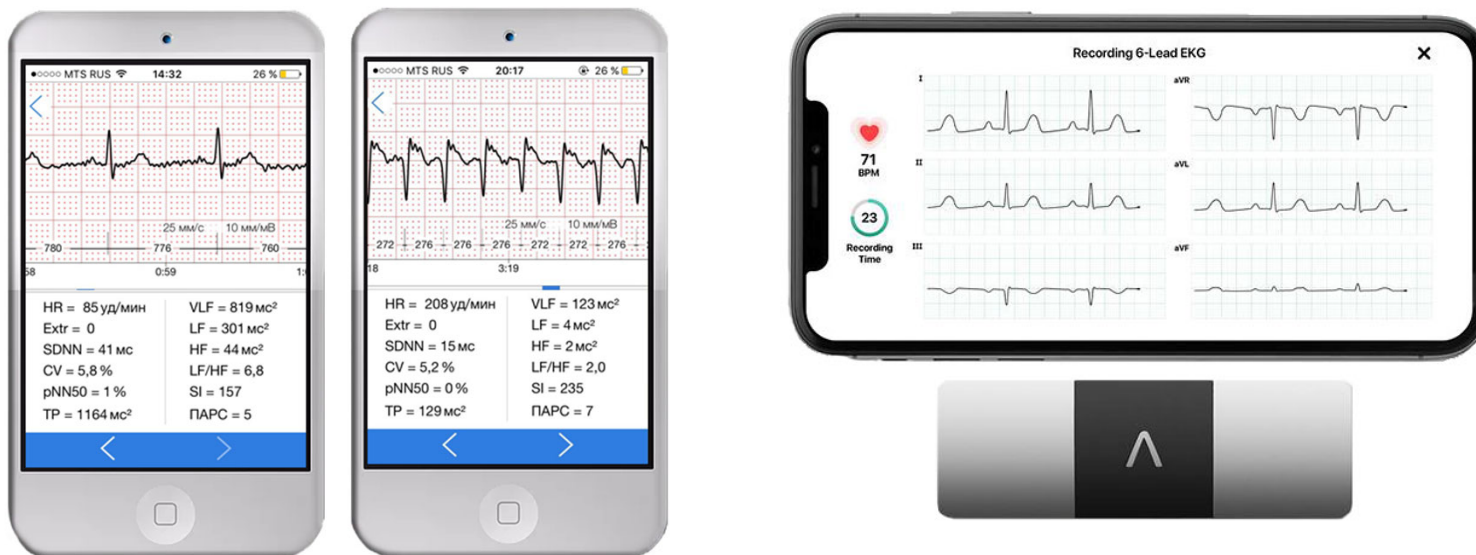 MTS RUS 14:32 26 %
25 мм/с 10 мм/мВ
780 776 760
58 0:59 1:0
HR = 85 уд/мин VLF = 819 мс²
Extr = 0 LF = 301 мс²
SDNN = 41 мс HF = 44 мс²
CV = 5,8 % LF/HF = 6,8
pNN50 = 1 % SI = 157
TP = 1164 мс² ПАРС = 5
MTS RUS 20:17 26 %
25 мм/с 10 мм/мВ
272 276 276 276 272 272 276 276
18 3:19
HR = 208 уд/мин VLF = 123 мс²
Extr = 0 LF = 4 мс²
SDNN = 15 мс HF = 2 мс²
CV = 5,2 % LF/HF = 2,0
pNN50 = 0 % SI = 235
TP = 129 мс² ПАРС = 7
Recording 6-Lead EKG
I aVR
71
BPM
II aVL
23
Recording
Time
III aVF